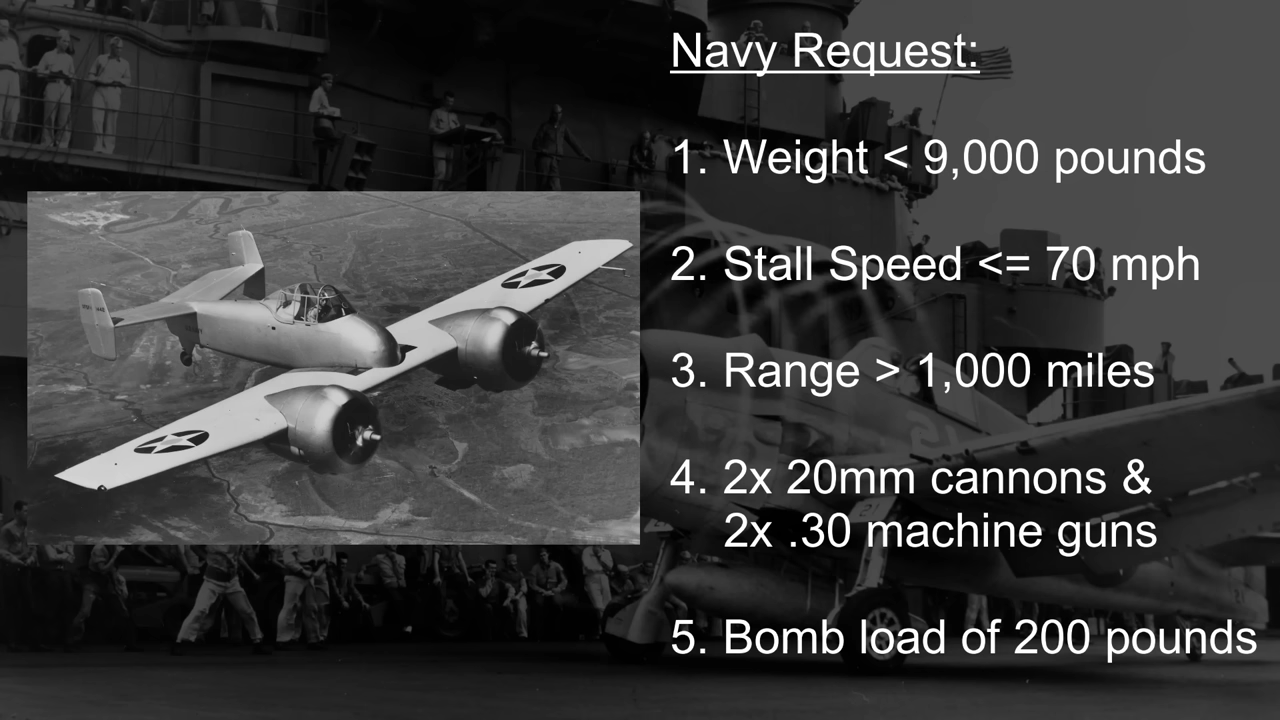 Navy Request:
1. Weight < 9,000 pounds
2. Stall Speed <= 70 mph
3. Range > 1,000 miles
4. 2x 20mm cannons &
2x .30 machine guns
5. Bomb load of 200 pounds